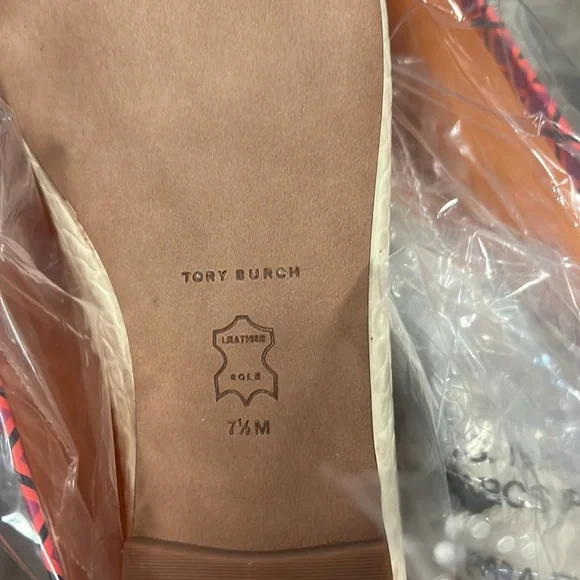 TORY BURCH
LEATHER
SOLE
7½M